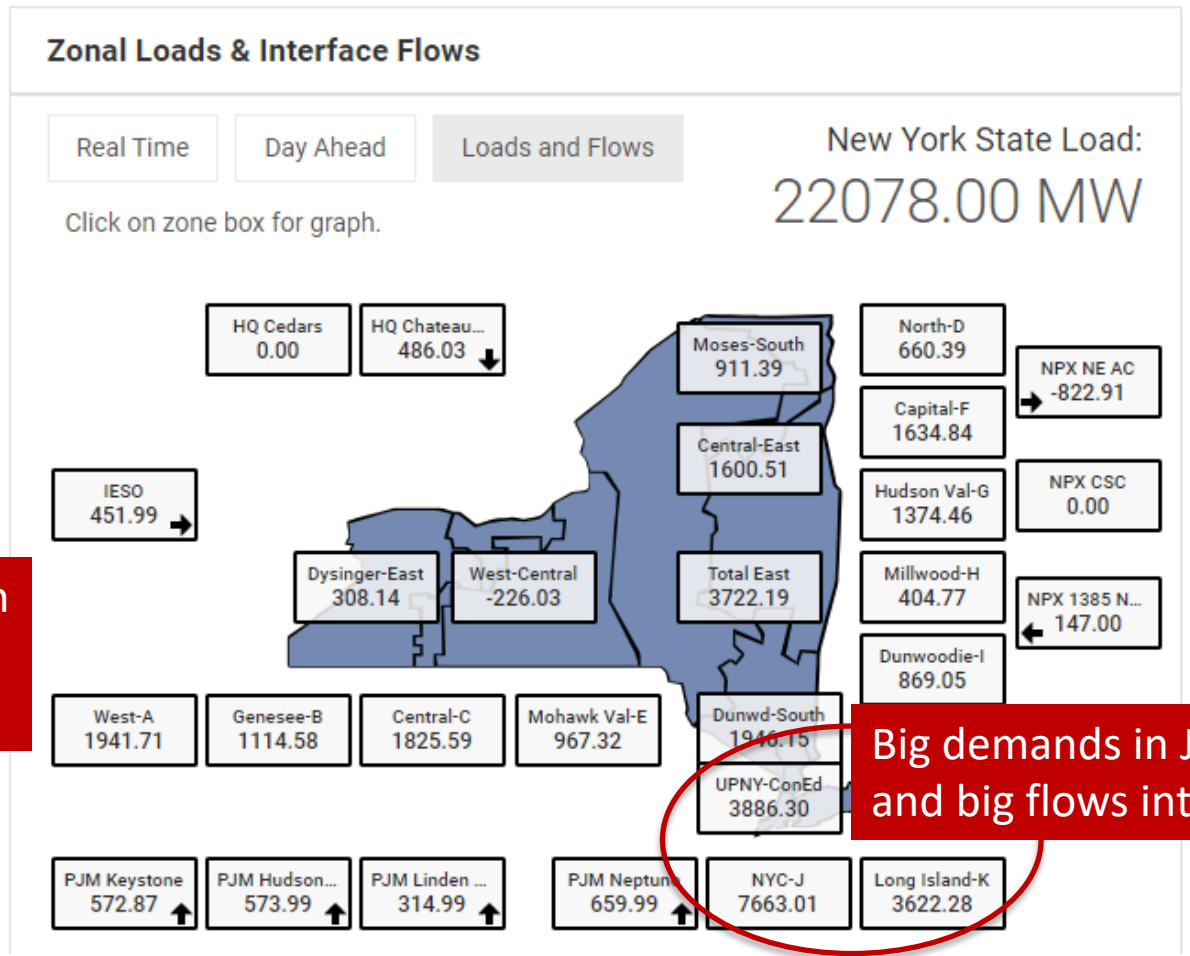 Zonal Loads & Interface Flows
Real Time
Day Ahead
Loads and Flows
New York State Load:
22078.00 MW
Click on zone box for graph.
HQ Cedars
0.00
HQ Chateau...
486.03
Moses-South
911.39
North-D
660.39
NPX NE AC
-822.91
Capital-F
1634.84
Central-East
1600.51
IESO
451.99
Hudson Val-G
1374.46
NPX CSC
0.00
Dysinger-East
308.14
West-Central
-226.03
Total East
3722.19
Millwood-H
404.77
NPX 1385 N...
147.00
Dunwoodie-I
869.05
West-A
1941.71
Genesee-B
1114.58
Central-C
1825.59
Mohawk Val-E
967.32
Dunwd-South
1946.15
Big demands in J
and big flows int
UPNY-ConEd
3886.30
PJM Keystone
572.87
PJM Hudson...
573.99
PJM Linden ...
314.99
PJM Neptune
659.99
NYC-J
7663.01
Long Island-K
3622.28